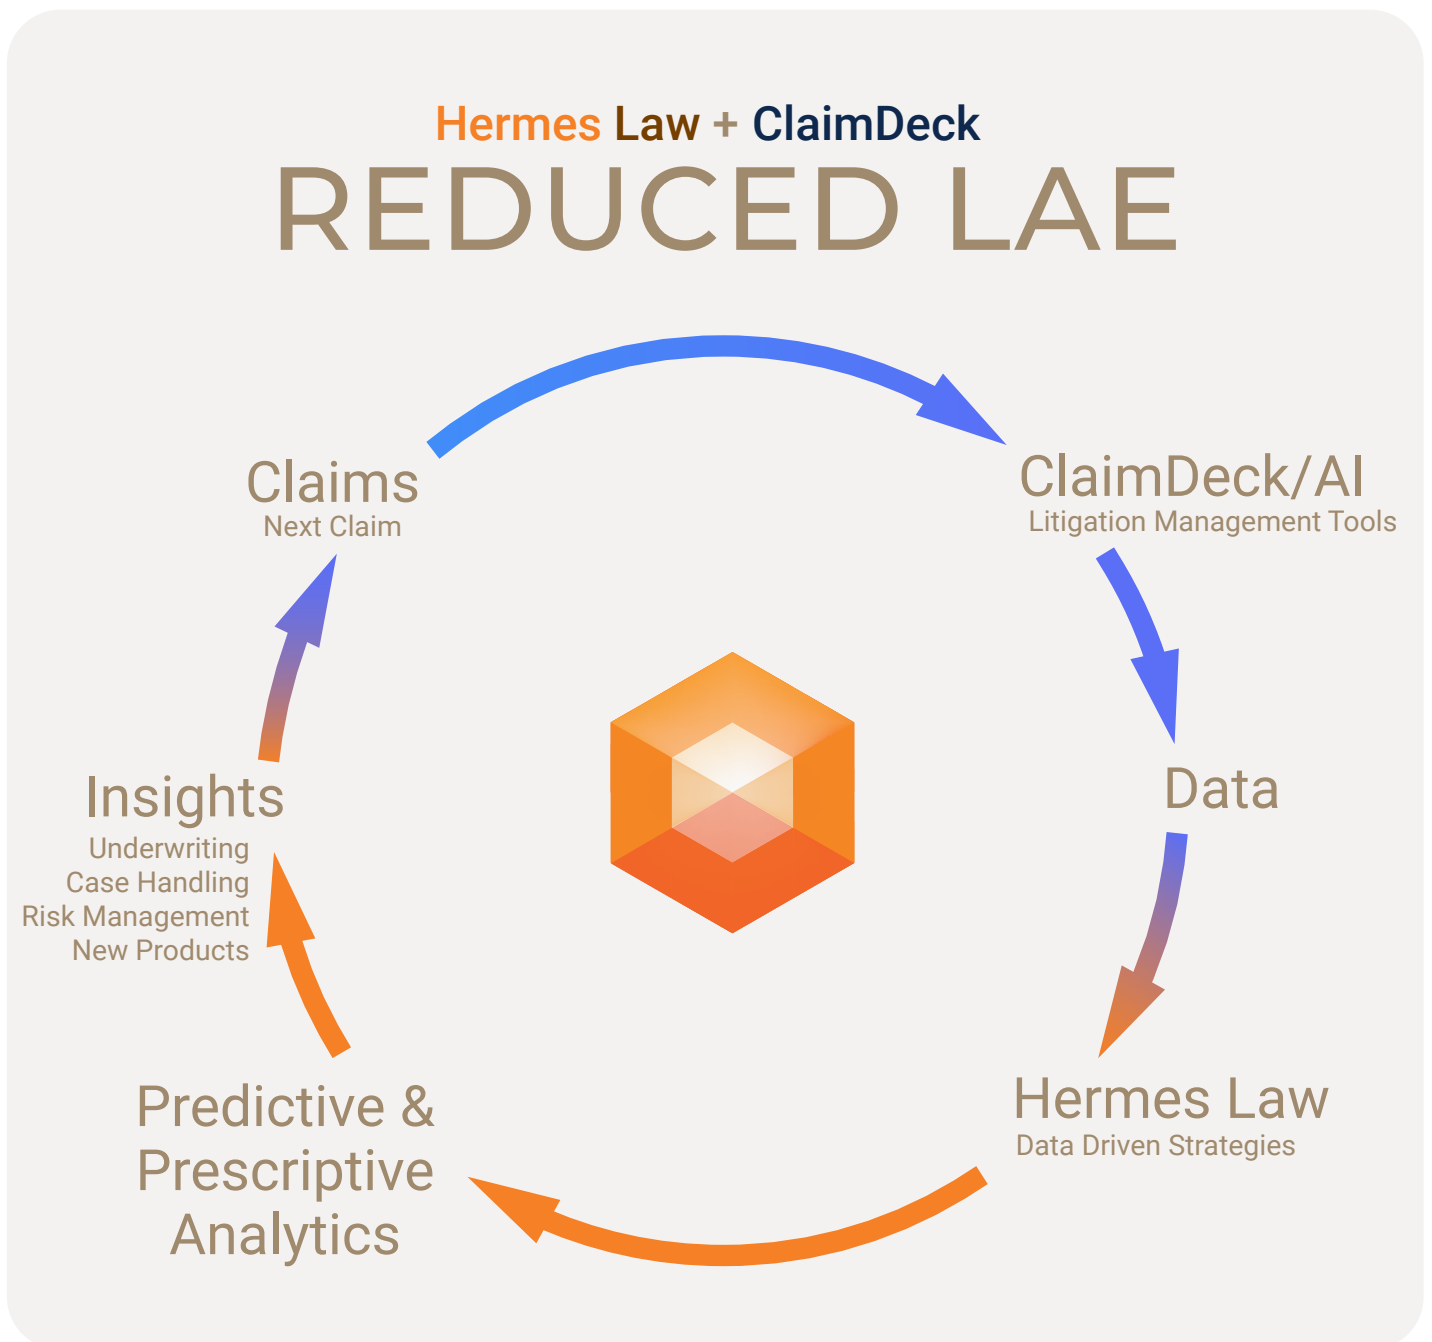 Hermes Law + ClaimDeck
REDUCED LAE
Claims
Next Claim
ClaimDeck/AI
Litigation Management Tools
Data
Hermes Law
Data Driven Strategies
Predictive &
Prescriptive
Analytics
Insights
Underwriting
Case Handling
Risk Management
New Products